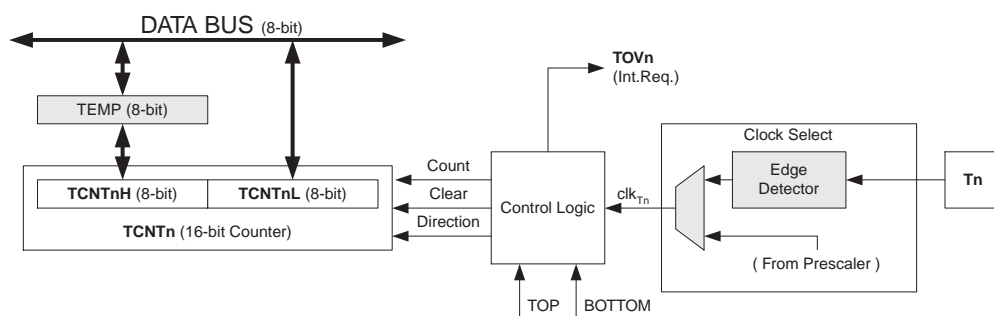 DATA BUS (8-bit)
TOVn
(Int.Req.)
TEMP (8-bit)
Clock Select
Count
Edge
Detector
Tn
TCNTnH (8-bit)
TCNTnL (8-bit)
Clear
Control Logic
clkTn
TCNTn (16-bit Counter)
Direction
( From Prescaler )
TOP
BOTTOM